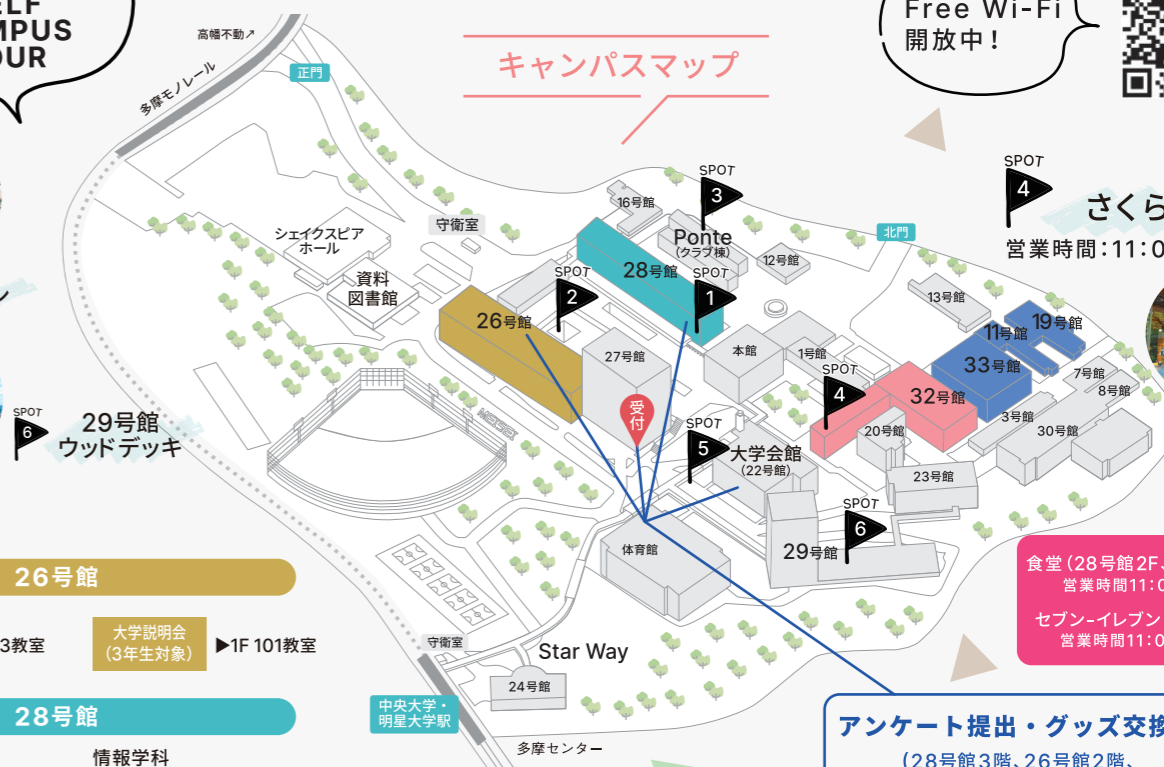 MPUS
OUR
Free Wi-Fi
開放中！
キャンパスマップ
高幡不動↗
多摩モノレール
正門
守衛室
シェイクスピア
ホール
資料
図書館
16号館
SPOT
3
Ponte
（クラブ棟）
12号館
北門
SPOT
4
さくら
営業時間：11：0
28号館
SPOT
1
SPOT
2
26号館
27号館
本館
1号館
13号館
11号館
19号館
33号館
7号館
8号館
SPOT
4
32号館
3号館
30号館
20号館
23号館
受付
SPOT
5
大学会館
（22号館）
SPOT
6
29号館
体育館
MEISEI
SPOT
6
29号館
ウッドデッキ
26号館
3教室
大学説明会
（3年生対象）
▶1F 101教室
28号館
情報学科
守衛室
Star Way
24号館
中央大学・
明星大学駅
多摩センター
食堂（28号館2F、
営業時間11：0
セブン-イレブン
営業時間11：0
アンケート提出・グッズ交換
（28号館3階、26号館2階、